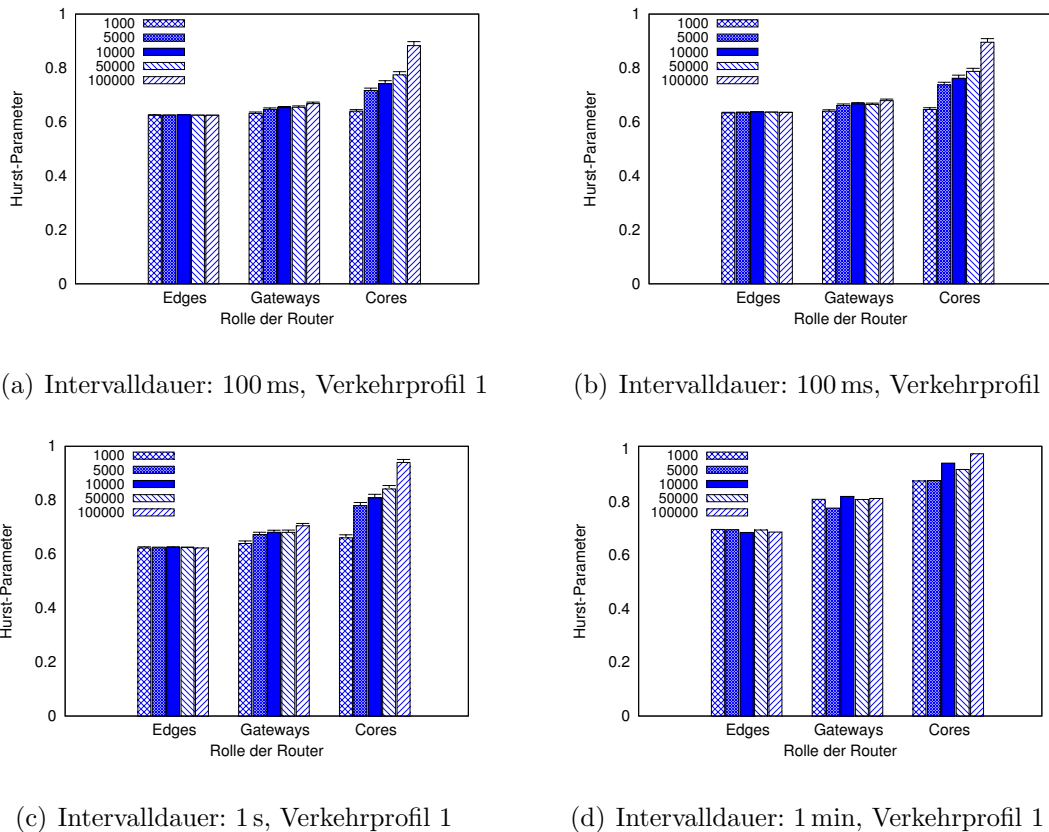 1
0.8
0.6
0.4
0.2
0
Hurst-Parameter
1000
5000
10000
50000
100000
Edges Gateways Cores
Rolle der Router
(a) Intervalldauer: 100 ms, Verkehrprofil 1
1
0.8
0.6
0.4
0.2
0
Hurst-Parameter
1000
5000
10000
50000
100000
Edges Gateways Cores
Rolle der Router
(b) Intervalldauer: 100 ms, Verkehrprofil
1
0.8
0.6
0.4
0.2
0
Hurst-Parameter
1000
5000
10000
50000
100000
Edges Gateways Cores
Rolle der Router
(c) Intervalldauer: 1 s, Verkehrprofil 1
1
0.8
0.6
0.4
0.2
0
Hurst-Parameter
1000
5000
10000
50000
100000
Edges Gateways Cores
Rolle der Router
(d) Intervalldauer: 1 min, Verkehrprofil 1